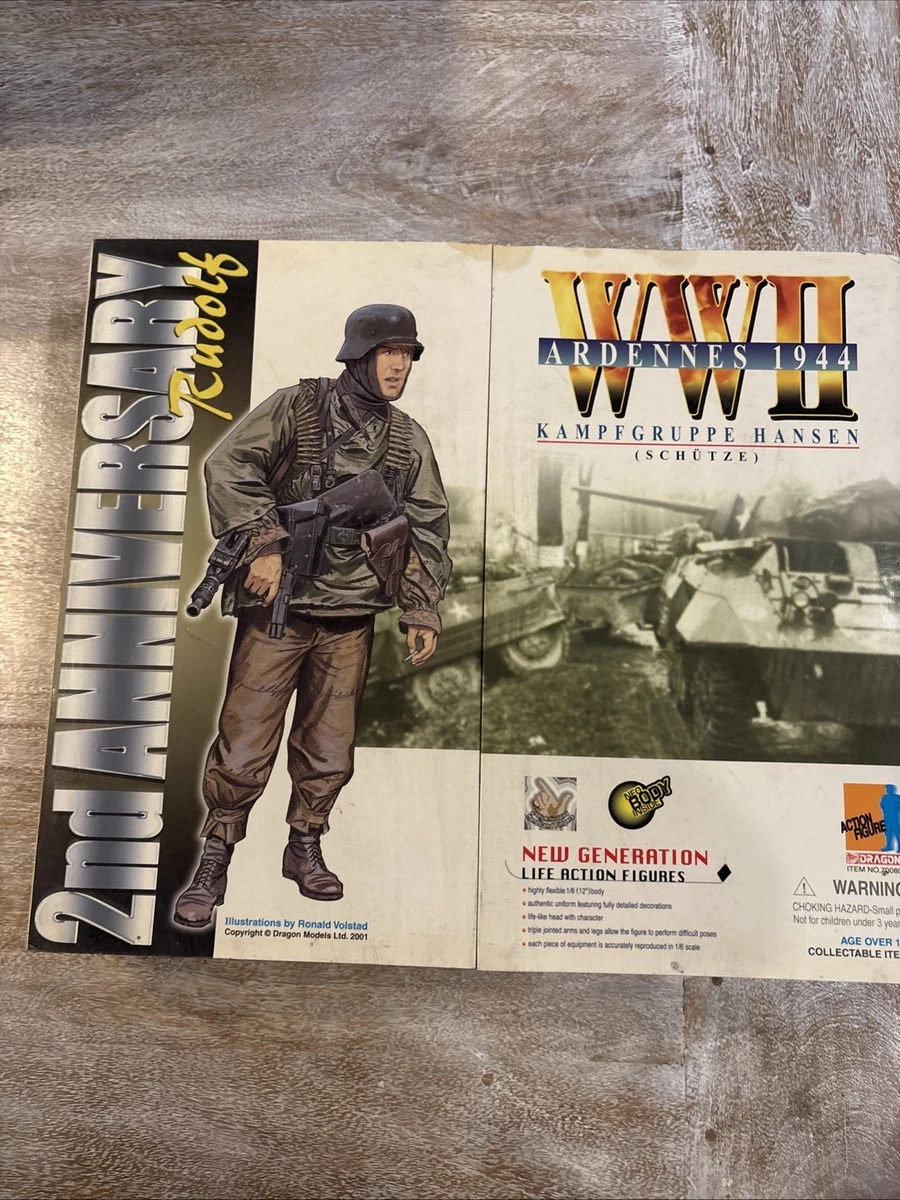 2nd ANNIVERSARY
Rudolf
WWII
ARDENNES 1944
KAMPFGRUPPE HANSEN
(SCHÜTZE)
NEO
BODY
INSIDE
NEW GENERATION
LIFE ACTION FIGURES
• highly flexible 1/6 (12")body
• authentic uniform featuring fully detailed decorations
• life-like head with character
• triple jointed arms and legs allow the figure to perform difficult poses
• each piece of equipment is accurately reproduced in 1/6 scale
Illustrations by Ronald Volstad
Copyright © Dragon Models Ltd. 2001
ACTION
FIGURE
DRAGON
ITEM NO.
WARNING
CHOKING HAZARD-Small
Not for children under 3
AGE OVER
COLLECTABLE